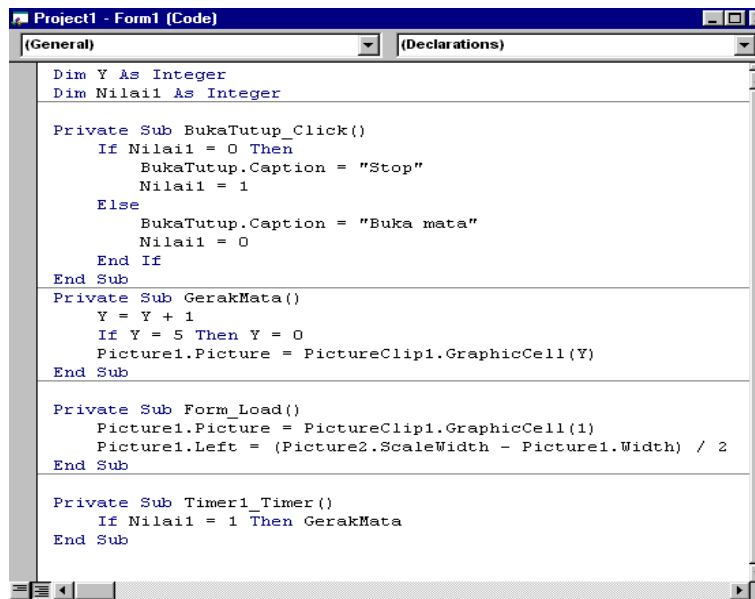 Project1 - Form1 (Code)
(General) (Declarations)
Dim Y As Integer
Dim Nilai1 As Integer
Private Sub BukaTutup_Click()
If Nilai1 = 0 Then
BukaTutup.Caption = "Stop"
Nilai1 = 1
Else
BukaTutup.Caption = "Buka mata"
Nilai1 = 0
End If
End Sub
Private Sub GerakMata()
Y = Y + 1
If Y = 5 Then Y = 0
Picture1.Picture = PictureClip1.GraphicCell(Y)
End Sub
Private Sub Form_Load()
Picture1.Picture = PictureClip1.GraphicCell(1)
Picture1.Left = (Picture2.ScaleWidth - Picture1.Width) / 2
End Sub
Private Sub Timer1_Timer()
If Nilai1 = 1 Then GerakMata
End Sub